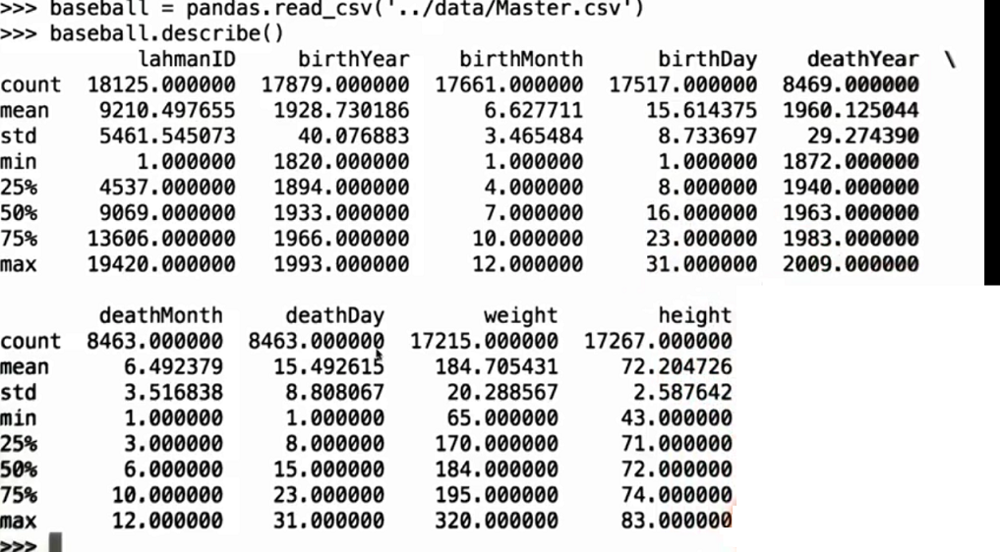 >>> baseball = pandas.read_csv('../data/Master.csv')
>>> baseball.describe()
lahmanID birthYear birthMonth birthDay deathYear \
count 18125.000000 17879.000000 17661.000000 17517.000000 8469.000000
mean 9210.497655 1928.730186 6.627711 15.614375 1960.125044
std 5461.545073 40.076883 3.465484 8.733697 29.274390
min 1.000000 1820.000000 1.000000 1.000000 1872.000000
25% 4537.000000 1894.000000 4.000000 8.000000 1940.000000
50% 9069.000000 1933.000000 7.000000 16.000000 1963.000000
75% 13606.000000 1966.000000 10.000000 23.000000 1983.000000
max 19420.000000 1993.000000 12.000000 31.000000 2009.000000
deathMonth deathDay weight height
count 8463.000000 8463.000000 17215.000000 17267.000000
mean 6.492379 15.492615 184.705431 72.204726
std 3.516838 8.808067 20.288567 2.587642
min 1.000000 1.000000 65.000000 43.000000
25% 3.000000 8.000000 170.000000 71.000000
50% 6.000000 15.000000 184.000000 72.000000
75% 10.000000 23.000000 195.000000 74.000000
max 12.000000 31.000000 320.000000 83.000000
>>>